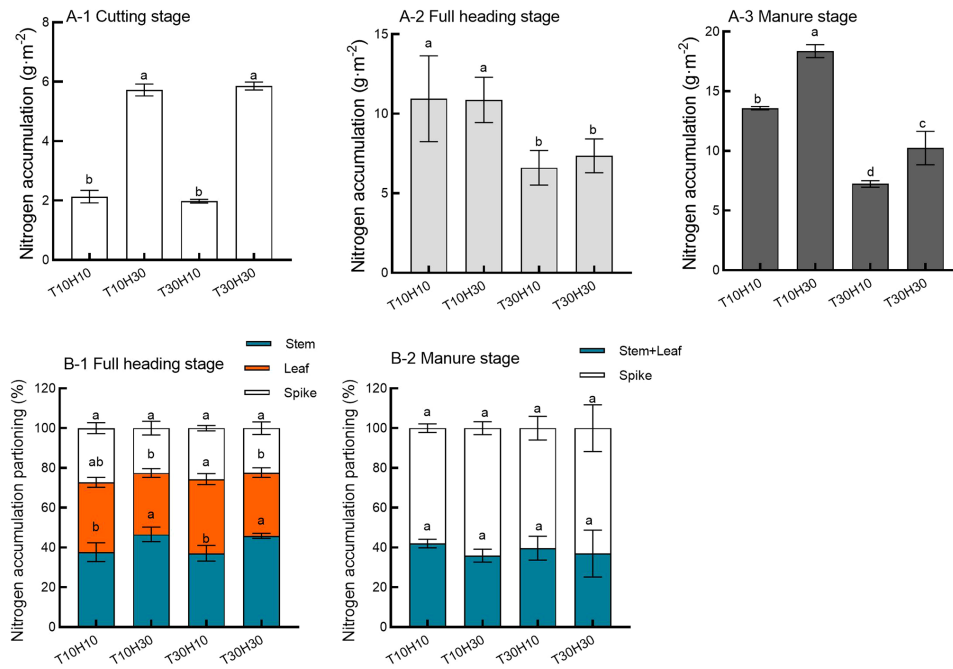 A-1 Cutting stage
Nitrogen accumulation (g·m-2)
8
6
4
2
0
b
a
b
a
T10H10
T10H30
T30H10
T30H30
A-2 Full heading stage
Nitrogen accumulation (g·m-2)
15
10
5
0
a
a
b
b
T10H10
T10H30
T30H10
T30H30
A-3 Manure stage
Nitrogen accumulation (g·m-2)
20
15
10
5
0
b
a
d
c
T10H10
T10H30
T30H10
T30H30
B-1 Full heading stage
Stem
Leaf
Spike
Nitrogen accumulation partioning (%)
120
100
80
60
40
20
0
a
a
a
a
ab
b
a
b
b
a
b
a
T10H10
T10H30
T30H10
T30H30
B-2 Manure stage
Stem+Leaf
Spike
Nitrogen accumulation partioning (%)
120
100
80
60
40
20
0
a
a
a
a
a
a
a
a
T10H10
T10H30
T30H10
T30H30